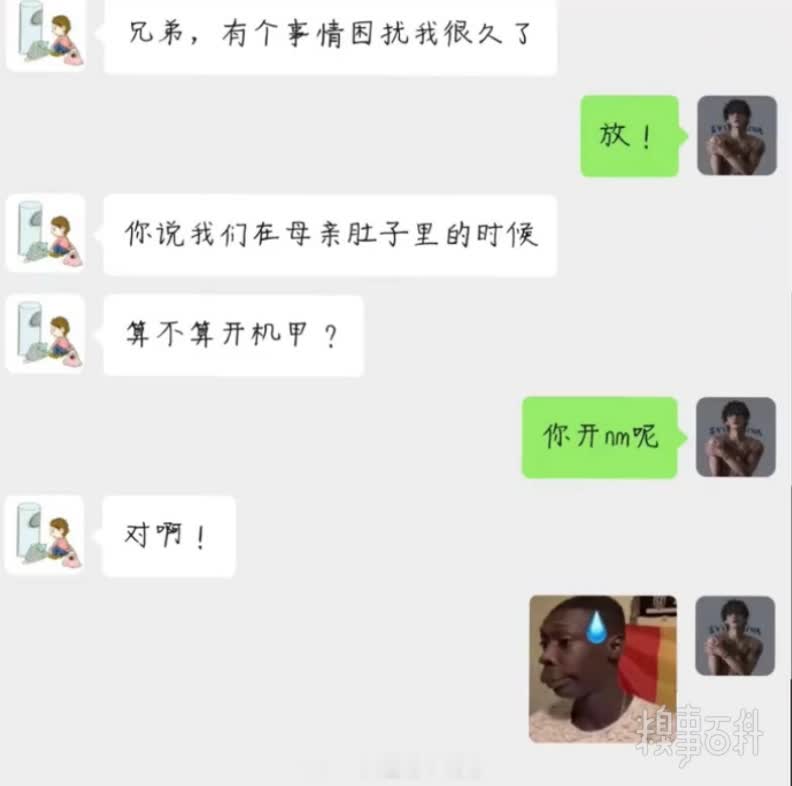 兄弟，有个事情困扰我很久了
放！
你说我们在母亲肚子里的时候
算不算开机甲？
你开nm呢
对啊！
糗事百科